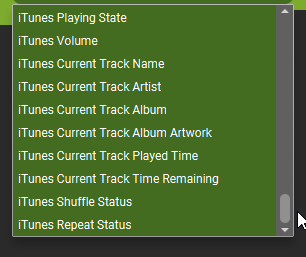 iTunes Playing State
iTunes Volume
iTunes Current Track Name
iTunes Current Track Artist
iTunes Current Track Album
iTunes Current Track Album Artwork
iTunes Current Track Played Time
iTunes Current Track Time Remaining
iTunes Shuffle Status
iTunes Repeat Status